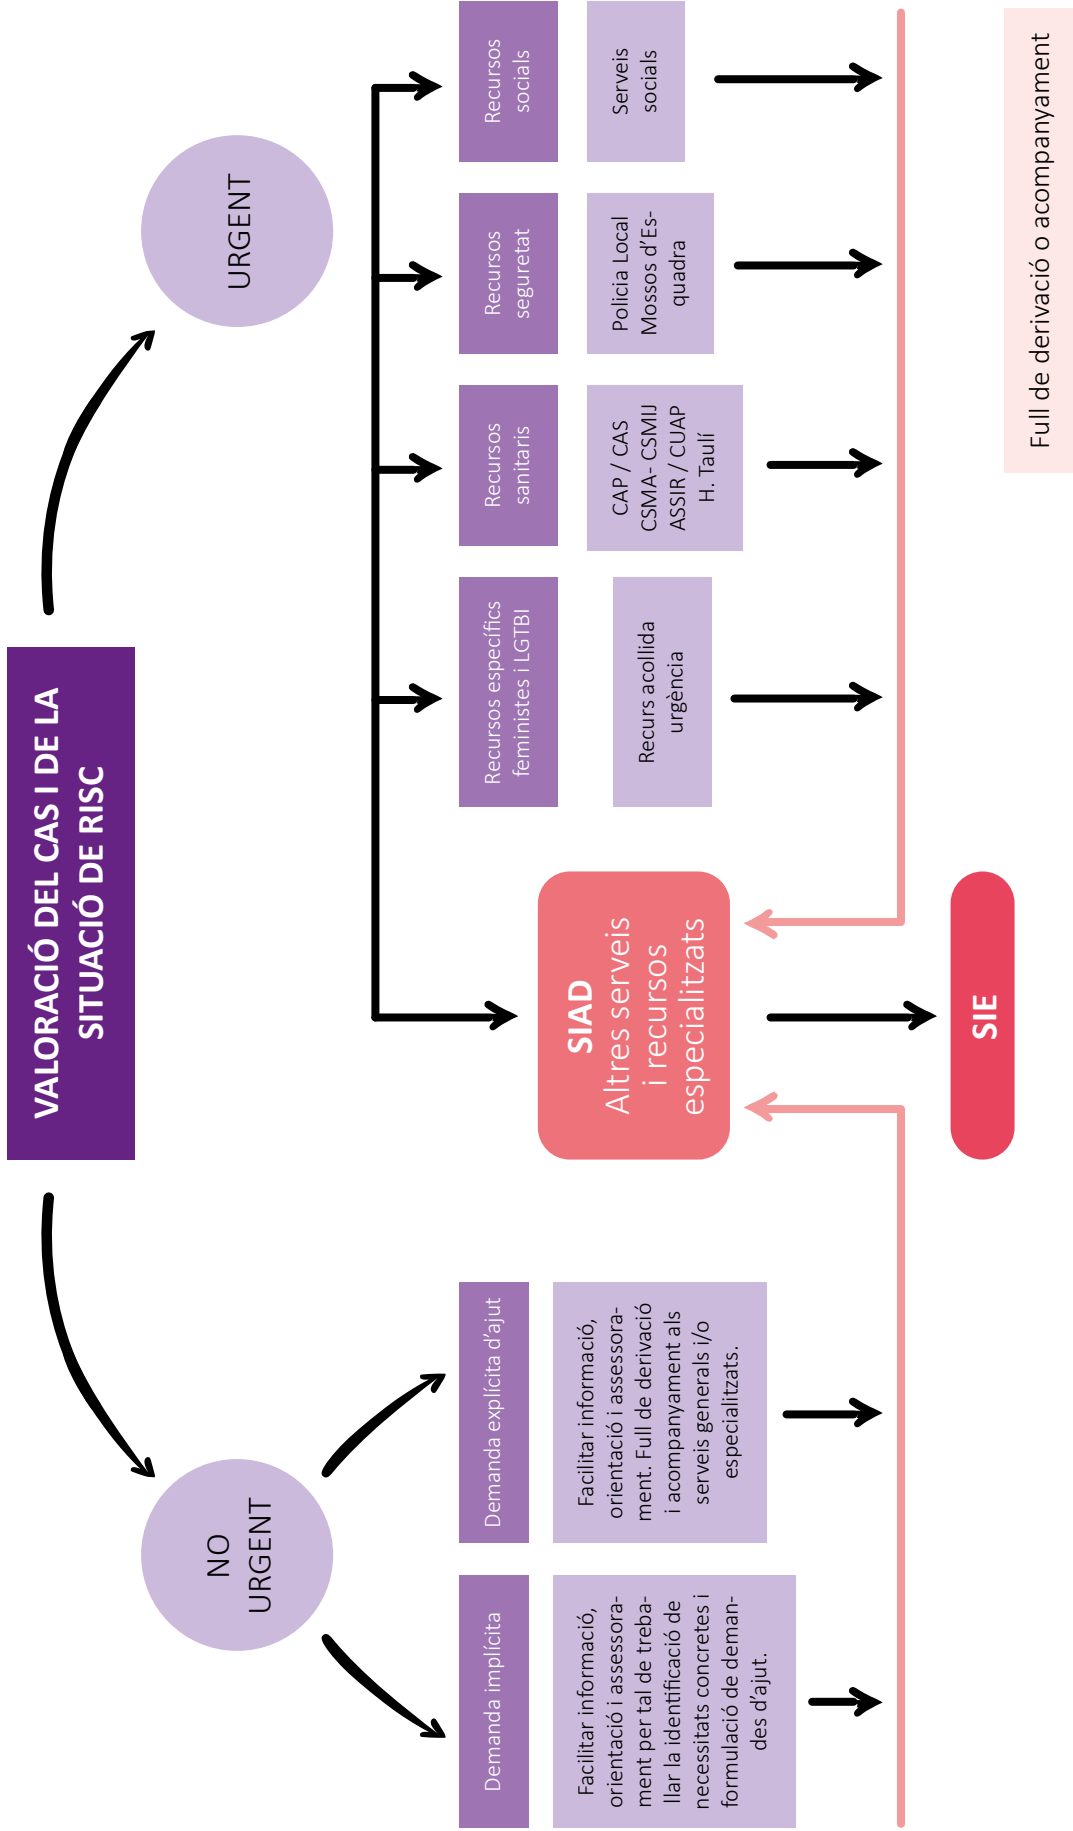 VALORACIÓ DEL CAS I DE LA
SITUACIÓ DE RISC
NO
URGENT
URGENT
Demanda implícita
Facilitar informació,
orientació i assessora-
ment per tal de treba-
llar la identificació de
necessitats concretes i
formulació de deman-
des d'ajut.
Demanda explícita d'ajut
Facilitar informació,
orientació i assessora-
ment. Full de derivació
i acompanyament als
serveis generals i/o
especialitzats.
SIAD
Altres serveis
i recursos
especialitzats
SIE
Recursos específics
feministes i LGTBI
Recurs acollida
urgència
Recursos
sanitaris
CAP / CAS
CSMA- CSMIJ
ASSIR / CUAP
H. Taulí
Recursos
seguretat
Policia Local
Mossos d'Es-
quadra
Recursos
socials
Serveis
socials
Full de derivació o acompanyament